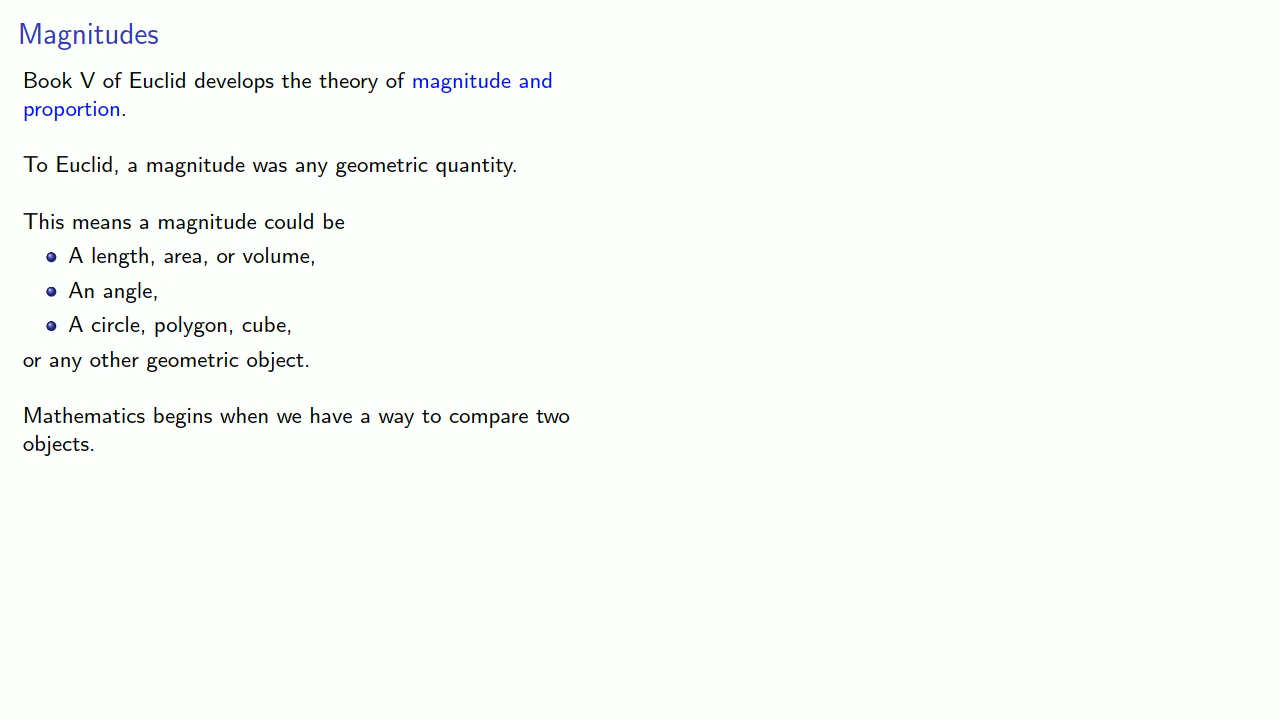 Magnitudes
Book V of Euclid develops the theory of magnitude and
proportion.
To Euclid, a magnitude was any geometric quantity.
This means a magnitude could be
A length, area, or volume,
An angle,
A circle, polygon, cube,
or any other geometric object.
Mathematics begins when we have a way to compare two
objects.